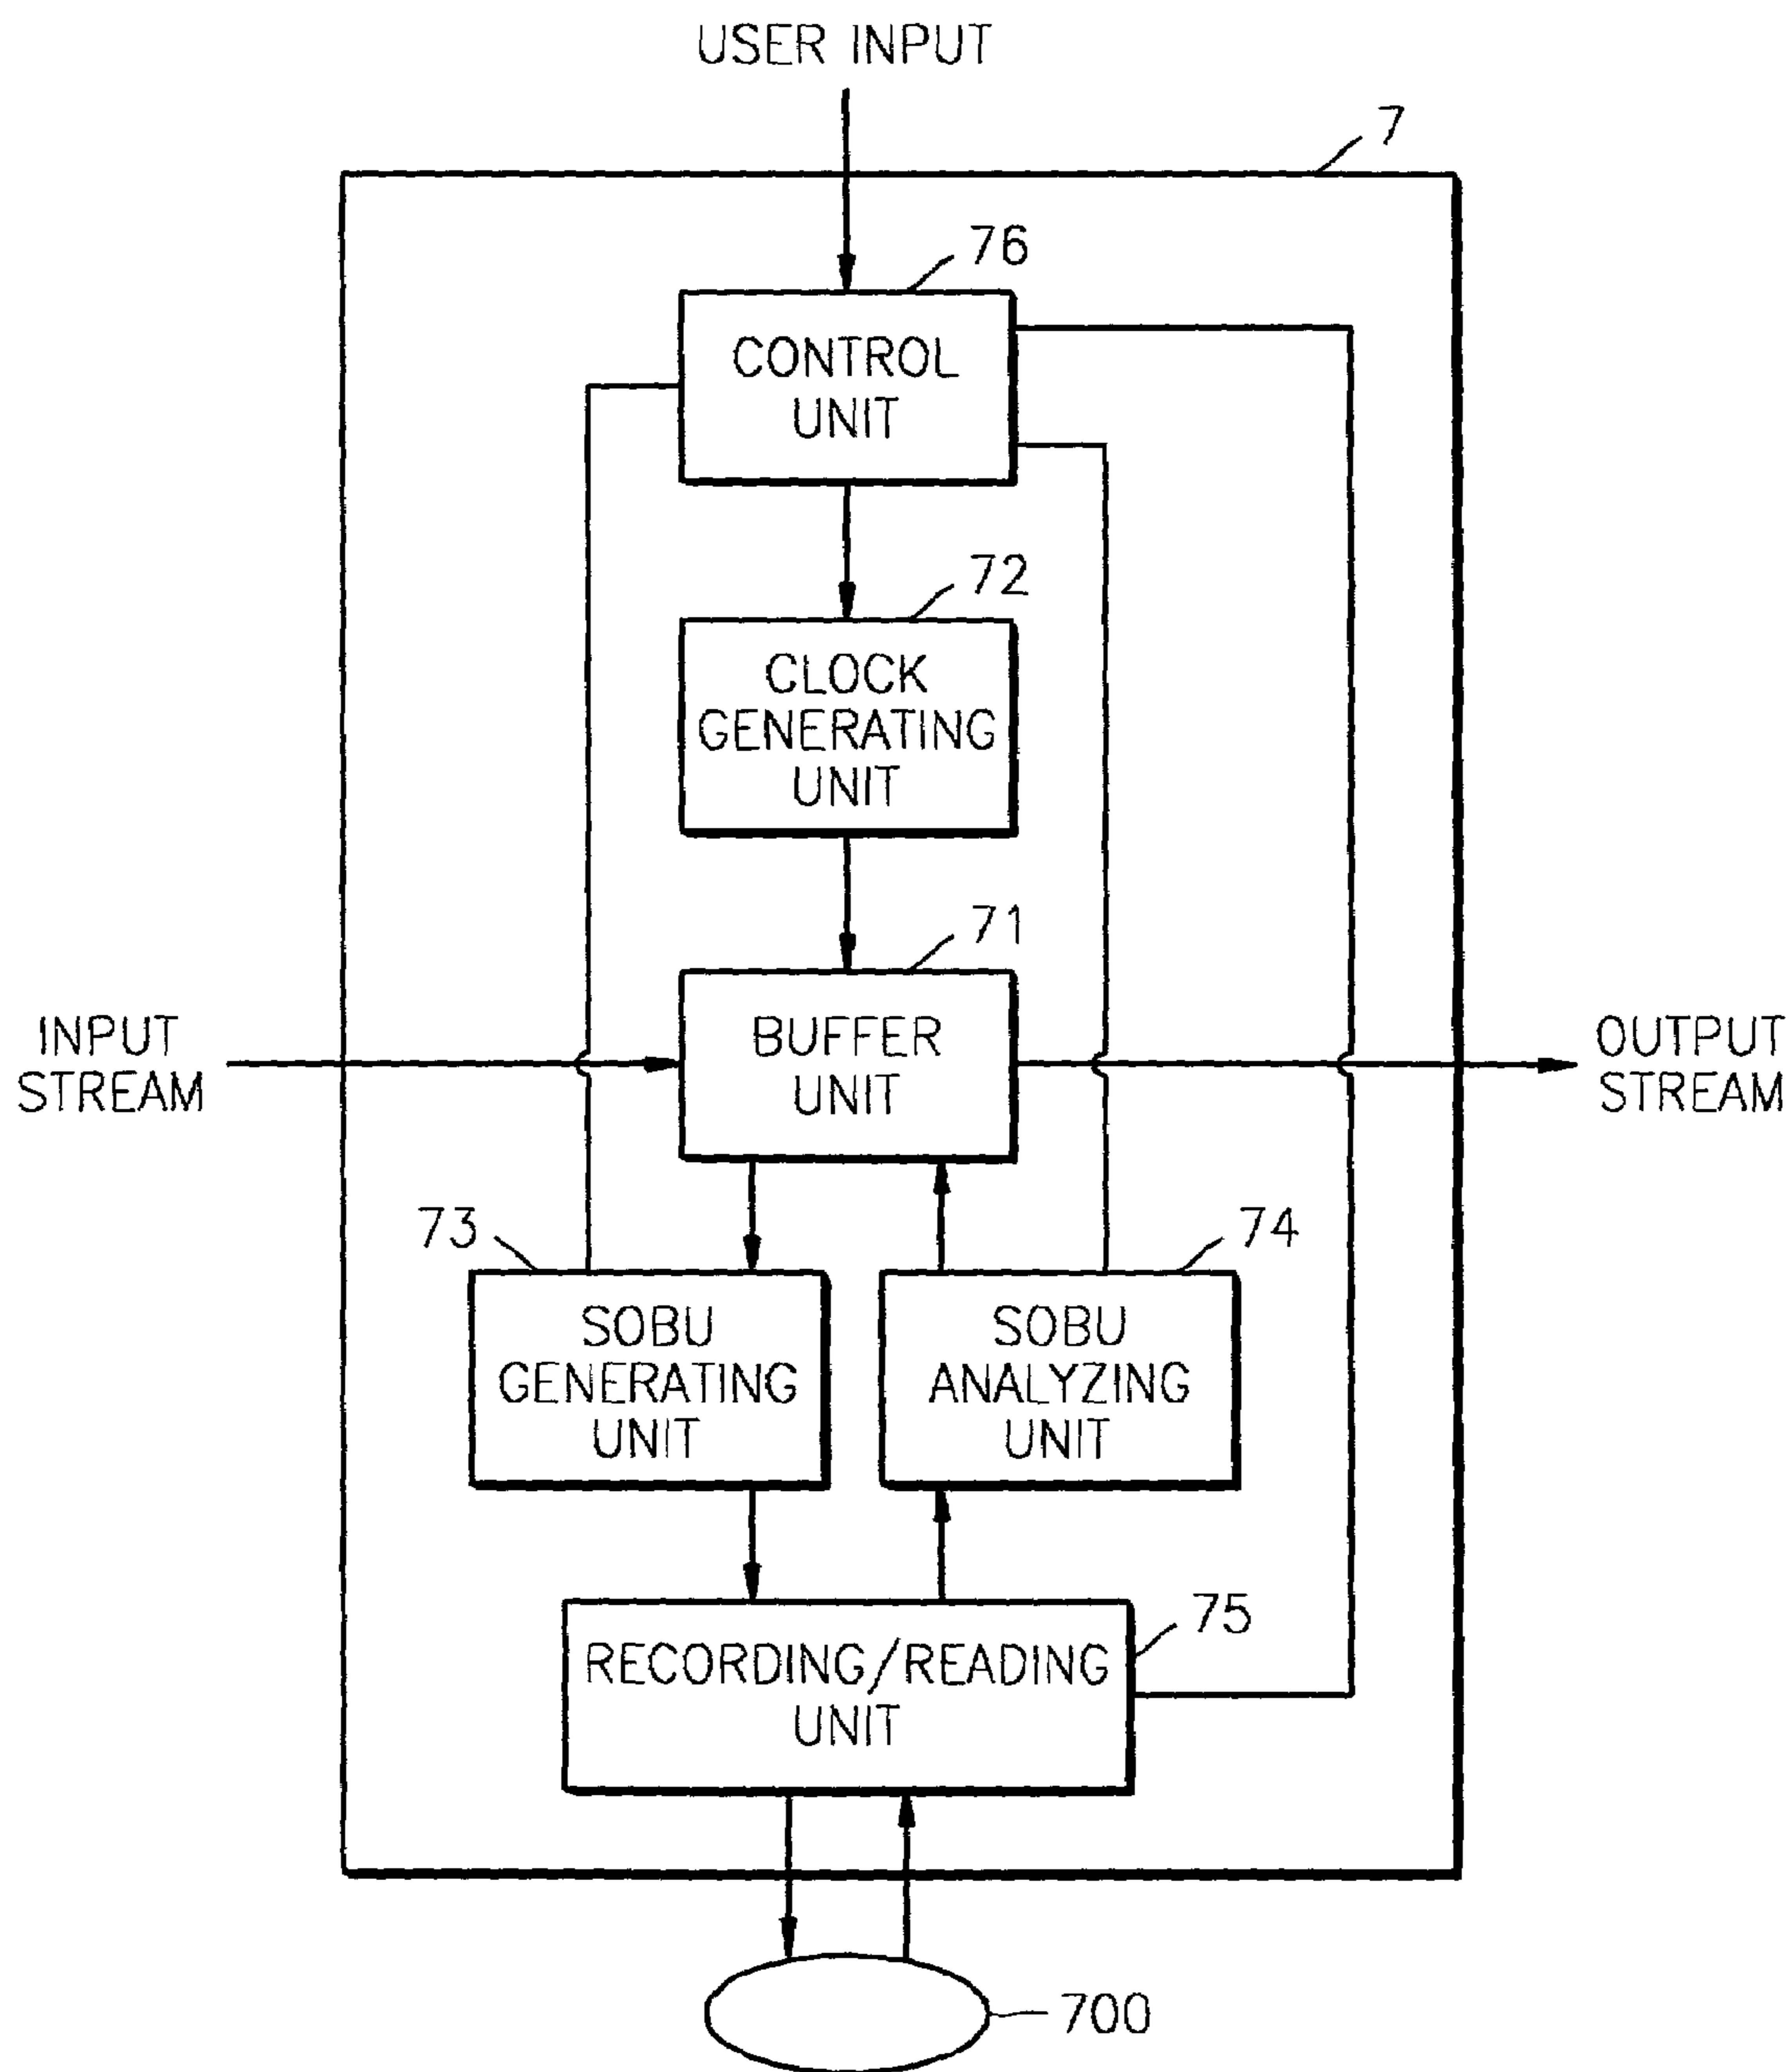 USER INPUT
7
76
CONTROL
UNIT
72
CLOCK
GENERATING
UNIT
71
INPUT
STREAM
BUFFER
UNIT
OUTPUT
STREAM
73
74
SOBU
GENERATING
UNIT
SOBU
ANALYZING
UNIT
75
RECORDING/READING
UNIT
700